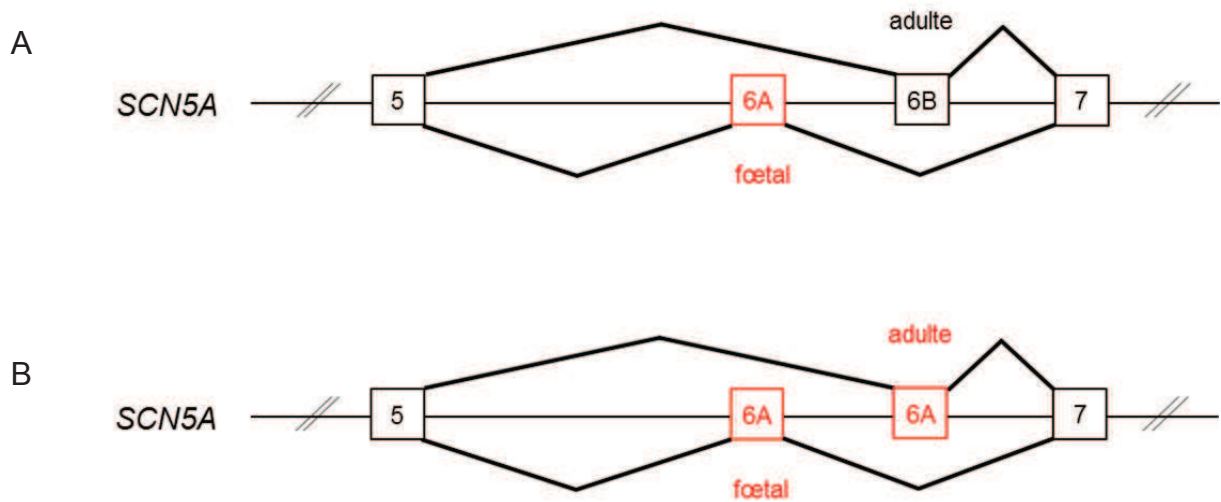 A
adulte
SCN5A 5 6A 6B 7
fœtal
B
adulte
SCN5A 5 6A 6A 7
fœtal